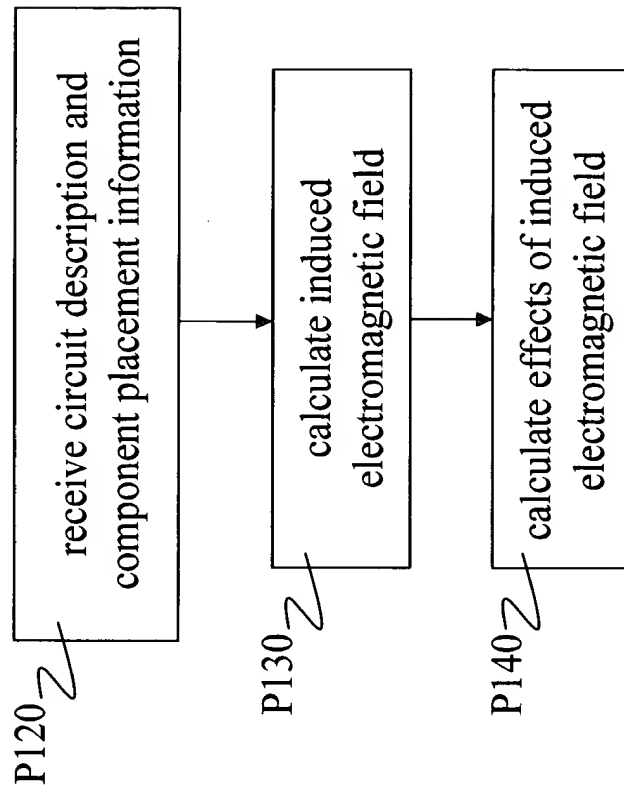 P120
receive circuit description and
component placement information
P130
calculate induced
electromagnetic field
P140
calculate effects of induced
electromagnetic field